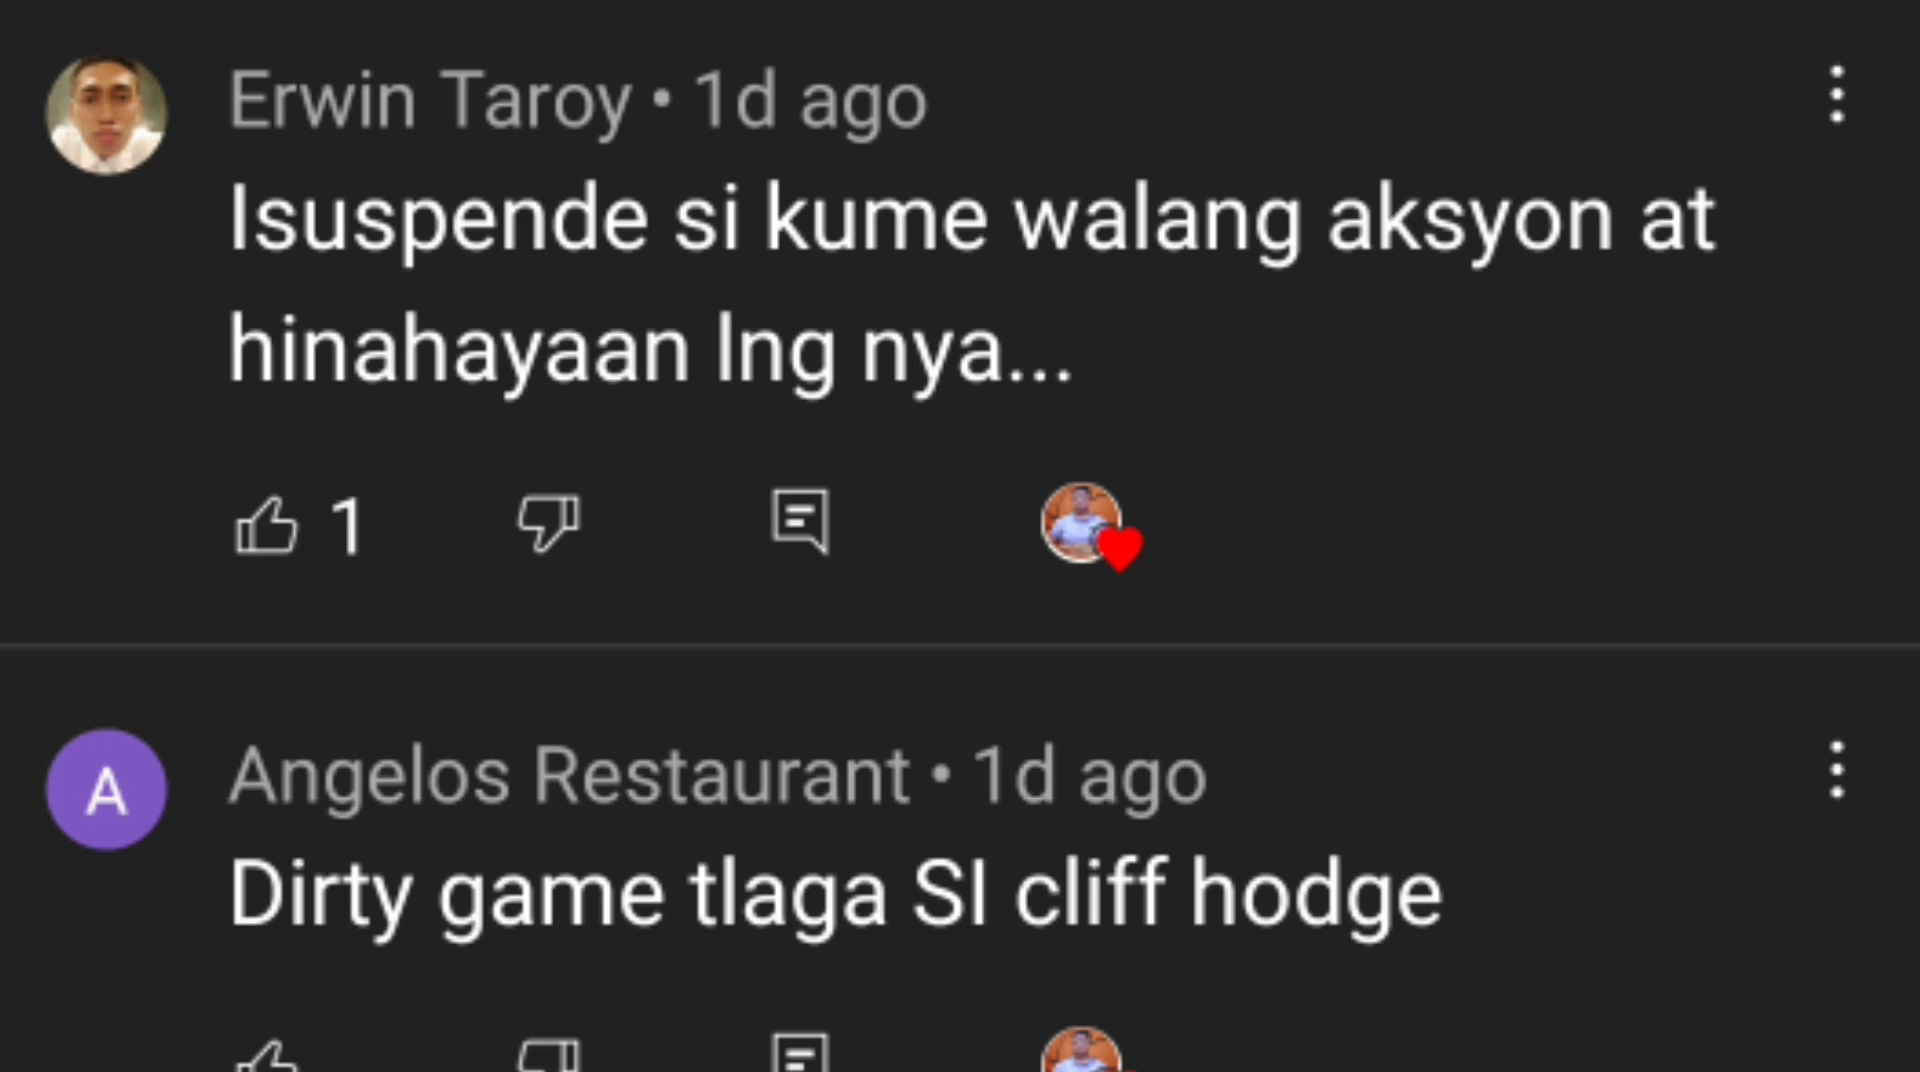 Erwin Taroy • 1d ago
Isuspende si kume walang aksyon at
hinahayaan lng nya...
1
A
Angelos Restaurant • 1d ago
Dirty game tlaga SI cliff hodge